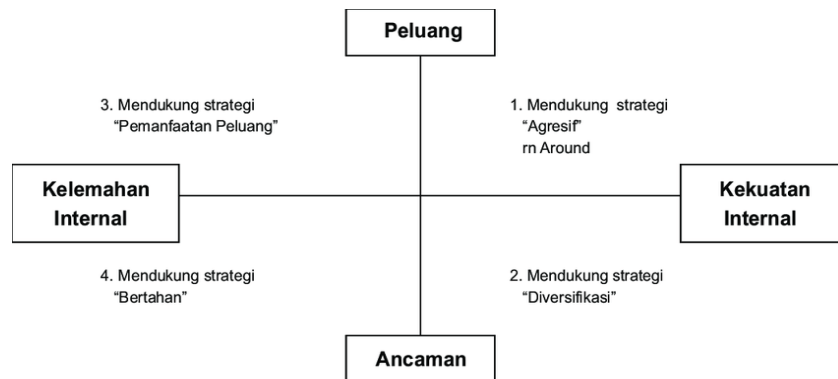 Peluang
3. Mendukung strategi
“Pemanfaatan Peluang”
1. Mendukung strategi
“Agresif”
rn Around
Kelemahan
Internal
Kekuatan
Internal
4. Mendukung strategi
“Bertahan”
2. Mendukung strategi
“Diversifikasi”
Ancaman